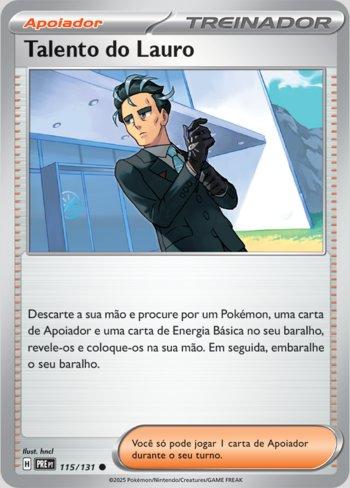 Apoiador
TREINADOR
Talento do Lauro
Descarte a sua mão e procure por um Pokémon, uma carta
de Apoiador e uma carta de Energia Básica no seu baralho,
revele-os e coloque-os na sua mão. Em seguida, embaralhe
o seu baralho.
Ilust. hncl
H PRE PT 115/131
Você só pode jogar 1 carta de Apoiador
durante o seu turno.
©2025 Pokémon/Nintendo/Creatures/GAME FREAK